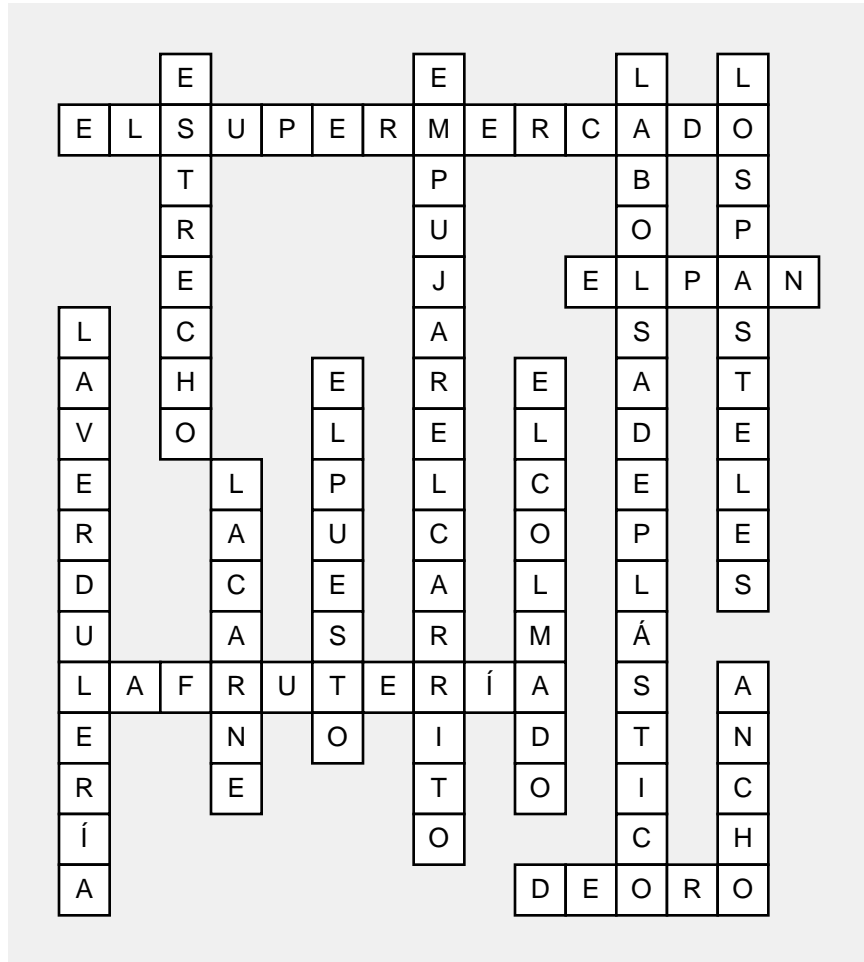 E E L L
E L S U P E R M E R C A D O
T P B S
R U O P
E J E L P A N
L C A S S
A H E R E A T
V O L E L D E
E L P L C E L
R A U C O P E
D C E A L L S
U A S R M Á
L A F R U T E R Í A S A
E N O I D T N
R E T O I C
Í O C H
A D E O R O